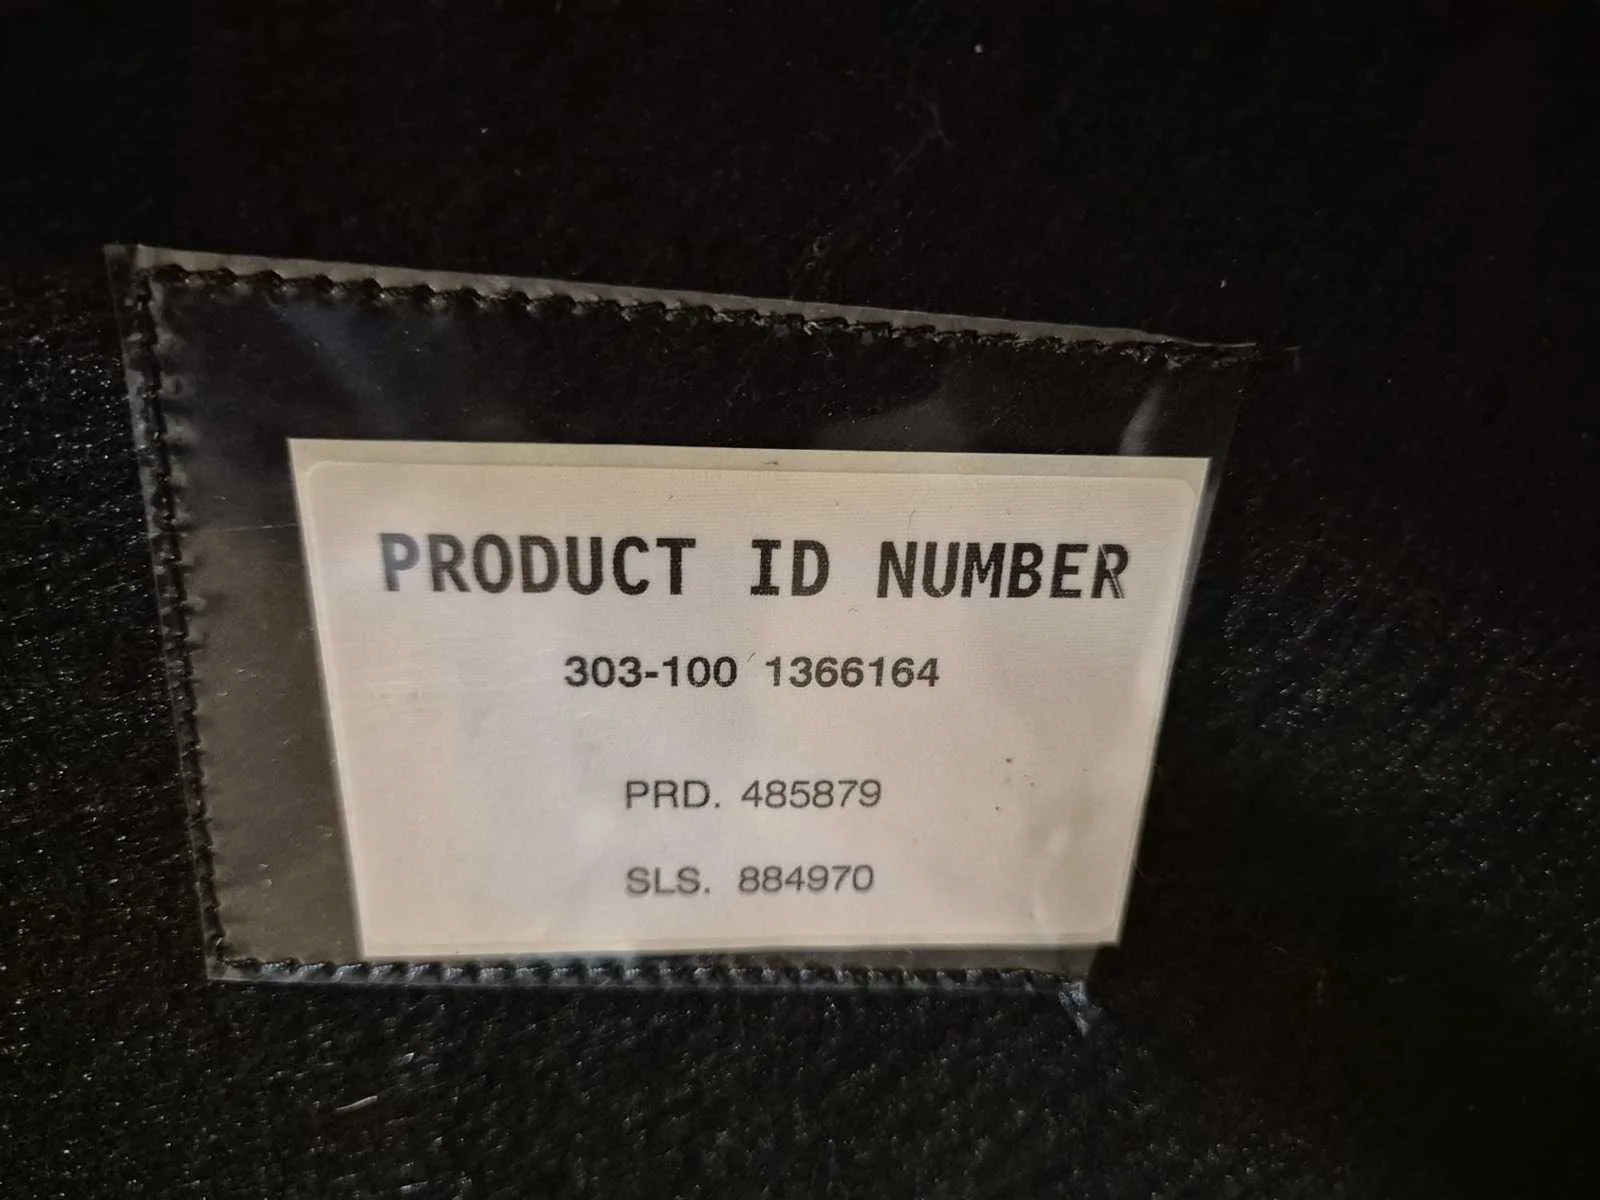 PRODUCT ID NUMBER
303-100 1366164
PRD. 485879
SLS. 884970